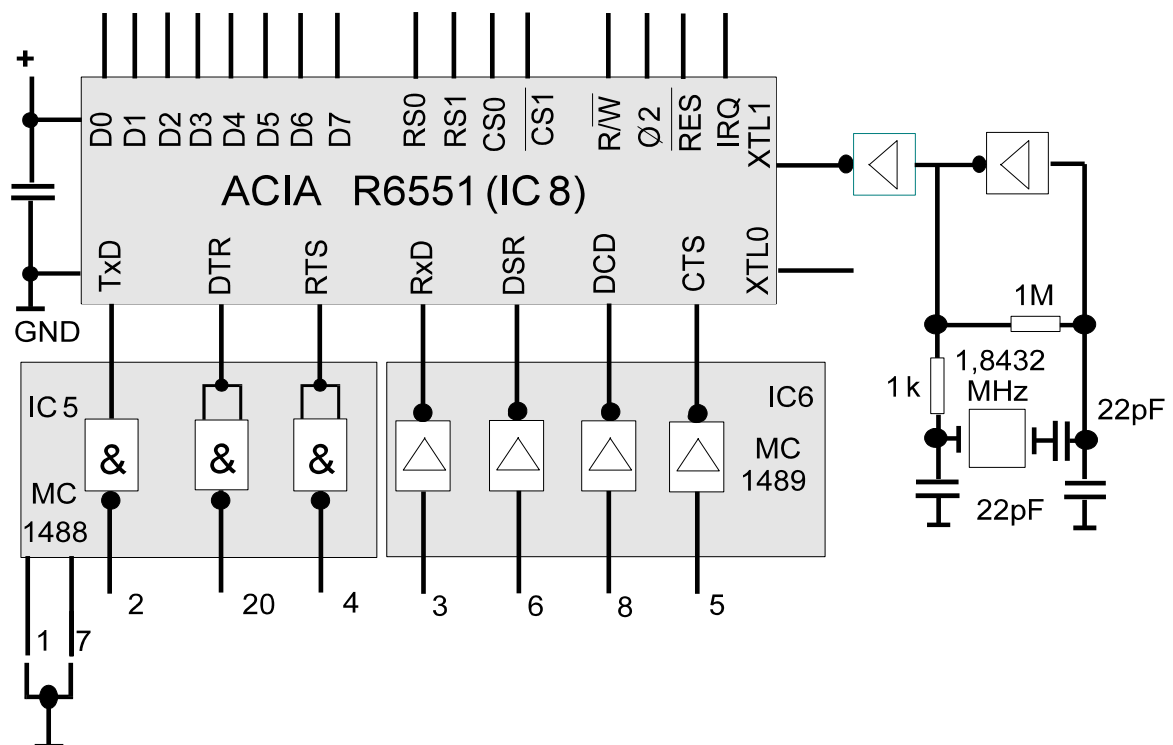 +
D0 D1 D2 D3 D4 D5 D6 D7 RS0 RS1 CS0 CS1 R/W Ø2 RES IRQ XTL1
ACIA R6551 (IC 8)
TxD DTR RTS RxD DSR DCD CTS XTL0
GND
1M
1,8432
MHz
1k
22pF
22pF
IC 5
&
&
&
MC
1488
IC6
MC
1489
2 20 4 3 6 8 5
1 7